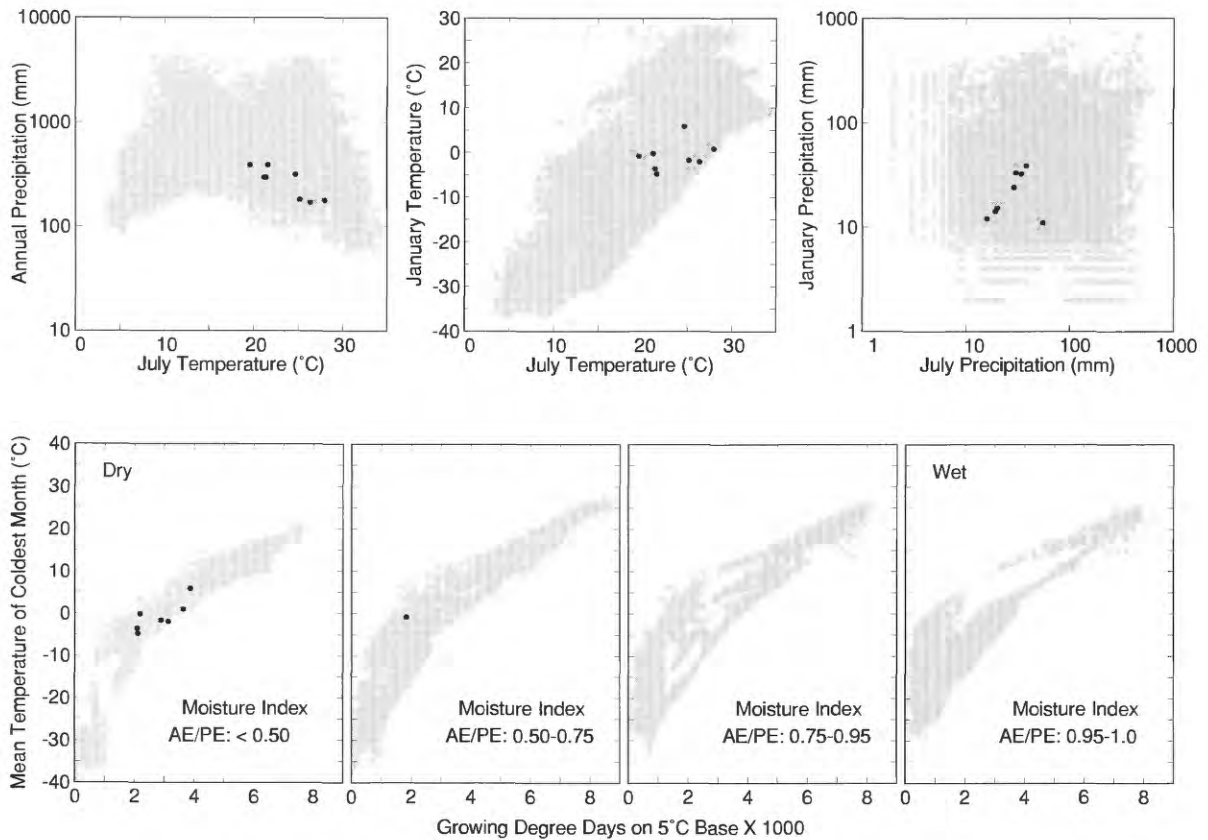 10000
1000
100
10
Annual Precipitation (mm)
0
10
20
30
July Temperature (°C)
30
20
10
0
-10
-20
-30
-40
January Temperature (°C)
0
10
20
30
July Temperature (°C)
1000
100
10
1
January Precipitation (mm)
1
10
100
1000
July Precipitation (mm)
40
30
20
10
0
-10
-20
-30
-40
Mean Temperature of Coldest Month (°C)
Dry
Moisture Index
AE/PE: < 0.50
0 2 4 6 8
Moisture Index
AE/PE: 0.50-0.75
0 2 4 6 8
Moisture Index
AE/PE: 0.75-0.95
0 2 4 6 8
Wet
Moisture Index
AE/PE: 0.95-1.0
0 2 4 6 8
Growing Degree Days on 5°C Base X 1000